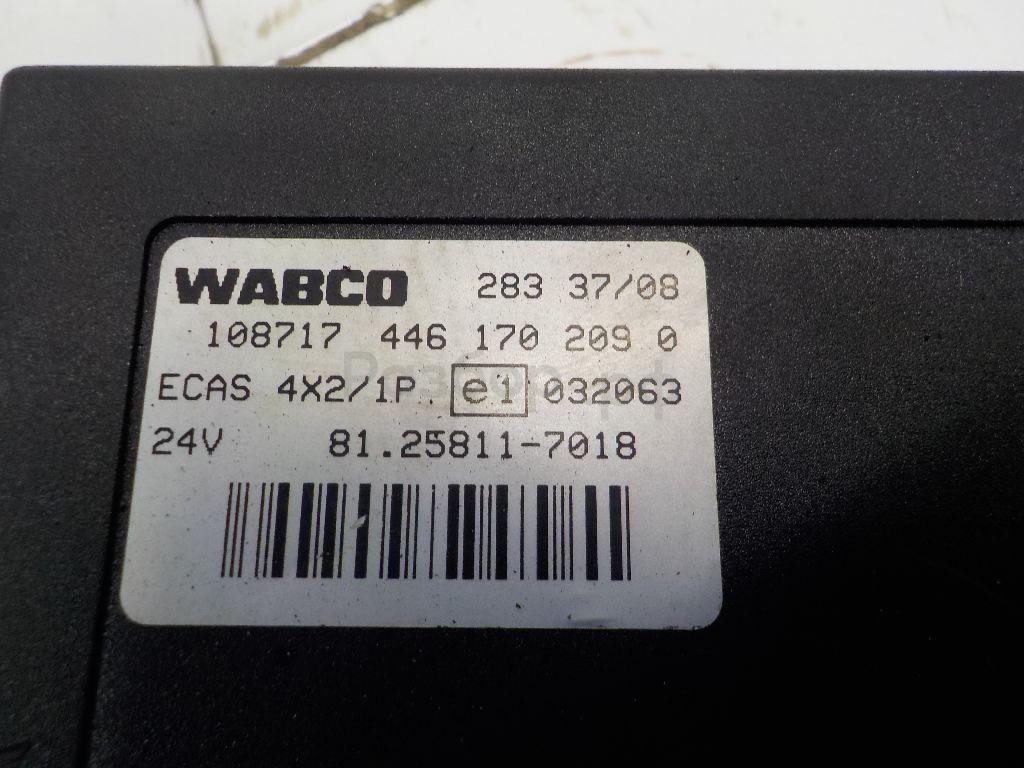 WABCO 283 37/08
108717 446 170 209 0
ECAS 4X2/1P e1 032063
24V 81.25811-7018